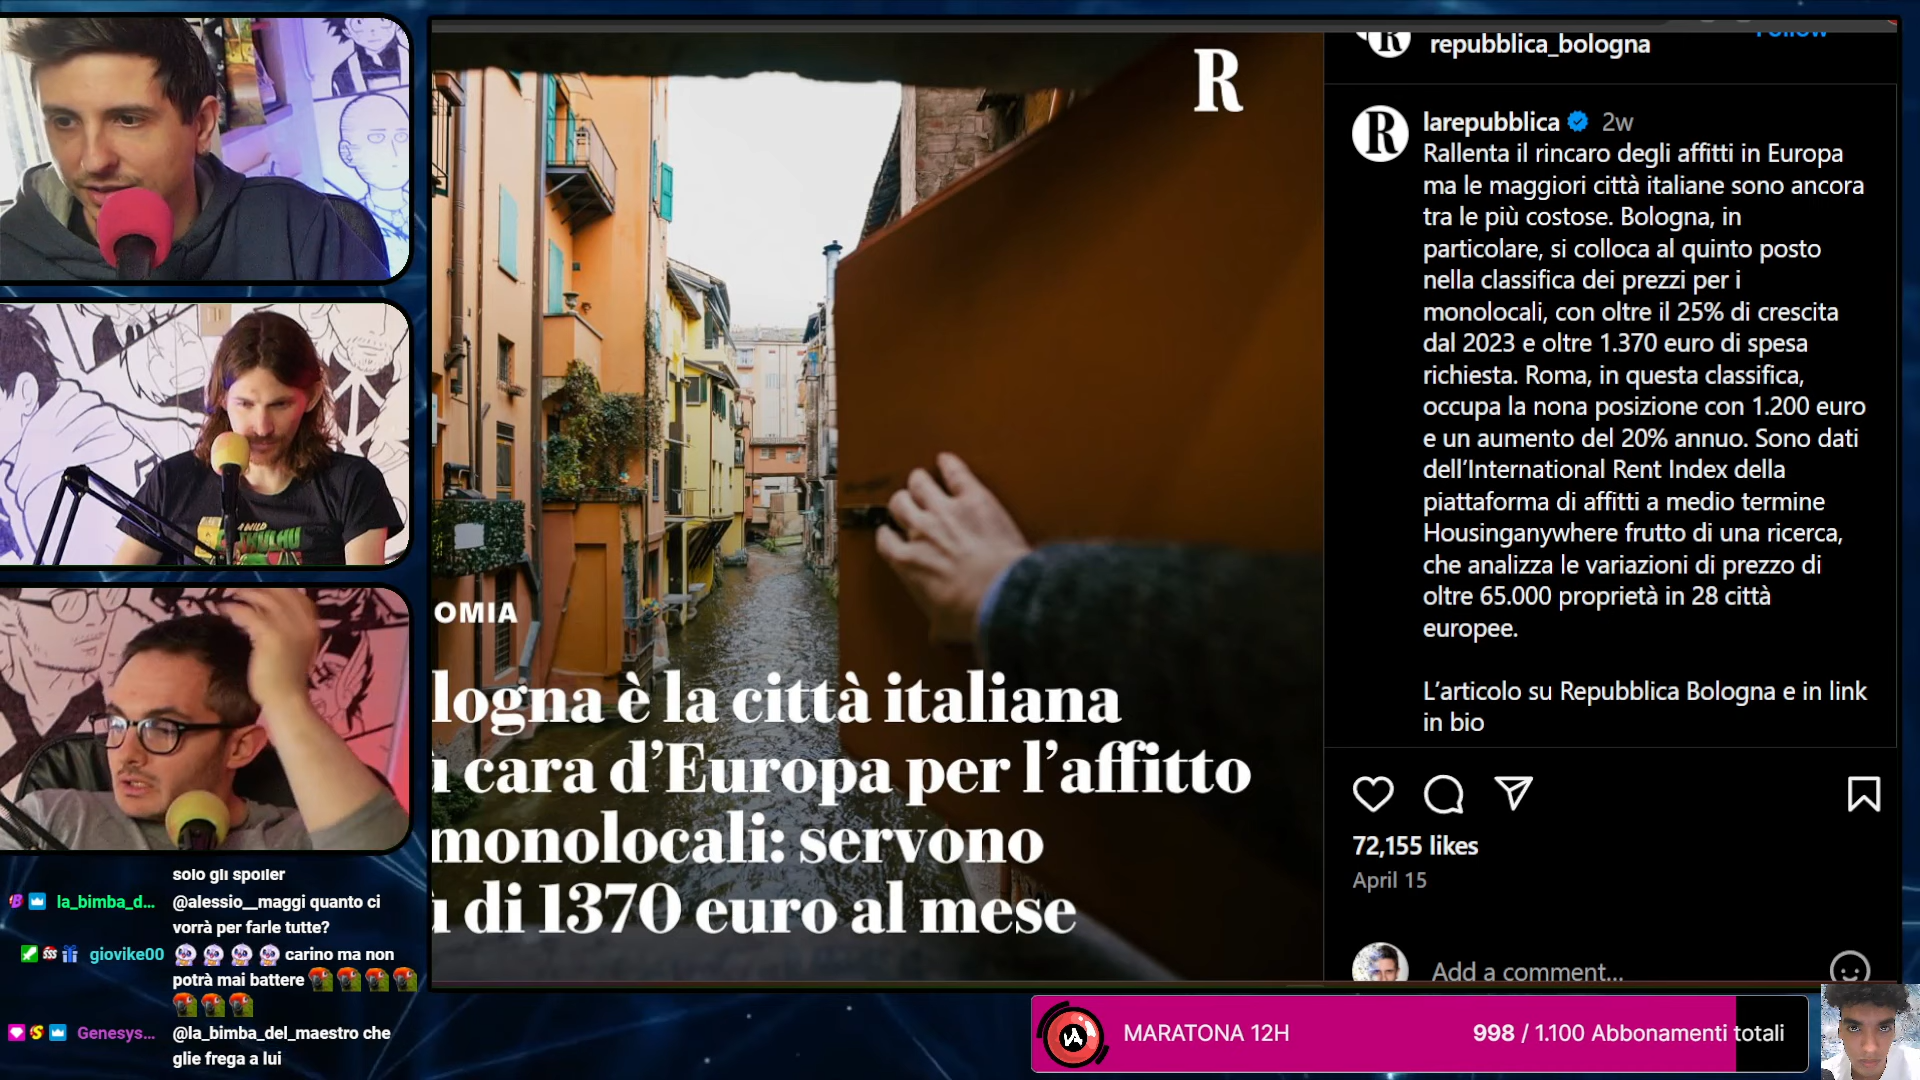 R
OMIA
logna è la città italiana
ù cara d’Europa per l’affitto
monolocali: servono
ù di 1370 euro al mese
R
repubblica_bologna
Follow
R
larepubblica 2w
Rallenta il rincaro degli affitti in Europa
ma le maggiori città italiane sono ancora
tra le più costose. Bologna, in
particolare, si colloca al quinto posto
nella classifica dei prezzi per i
monolocali, con oltre il 25% di crescita
dal 2023 e oltre 1.370 euro di spesa
richiesta. Roma, in questa classifica,
occupa la nona posizione con 1.200 euro
e un aumento del 20% annuo. Sono dati
dell’International Rent Index della
piattaforma di affitti a medio termine
Housinganywhere frutto di una ricerca,
che analizza le variazioni di prezzo di
oltre 65.000 proprietà in 28 città
europee.
L’articolo su Repubblica Bologna e in link
in bio
72,155 likes
April 15
Add a comment...
solo gli spoiler
la_bimba_d... @alessio__maggi quanto ci
vorrà per farle tutte?
giovike00 carino ma non
potrà mai battere
Genesys... @la_bimba_del_maestro che
glie frega a lui
MARATONA 12H 998 / 1.100 Abbonamenti totali